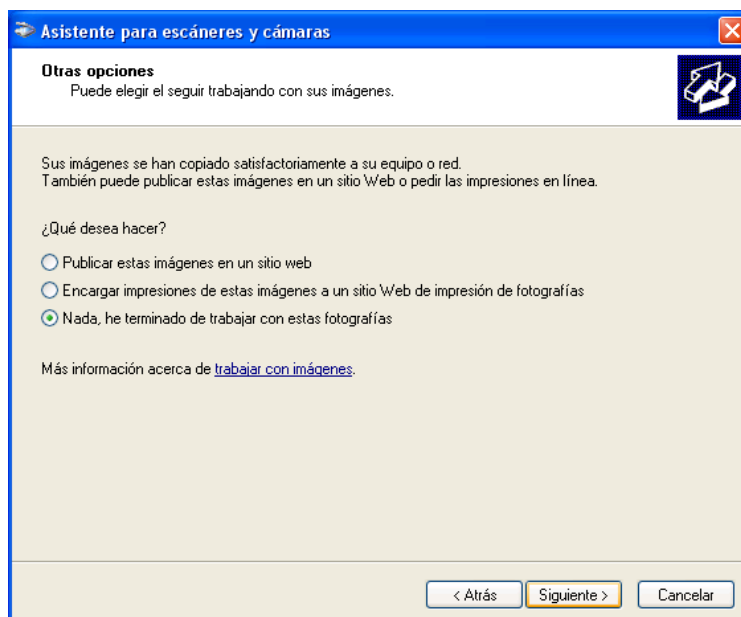 Asistente para escáneres y cámaras
Otras opciones
Puede elegir el seguir trabajando con sus imágenes.
Sus imágenes se han copiado satisfactoriamente a su equipo o red.
También puede publicar estas imágenes en un sitio Web o pedir las impresiones en línea.
¿Qué desea hacer?
Publicar estas imágenes en un sitio web
Encargar impresiones de estas imágenes a un sitio Web de impresión de fotografías
Nada, he terminado de trabajar con estas fotografías
Más información acerca de trabajar con imágenes.
< Atrás Siguiente > Cancelar